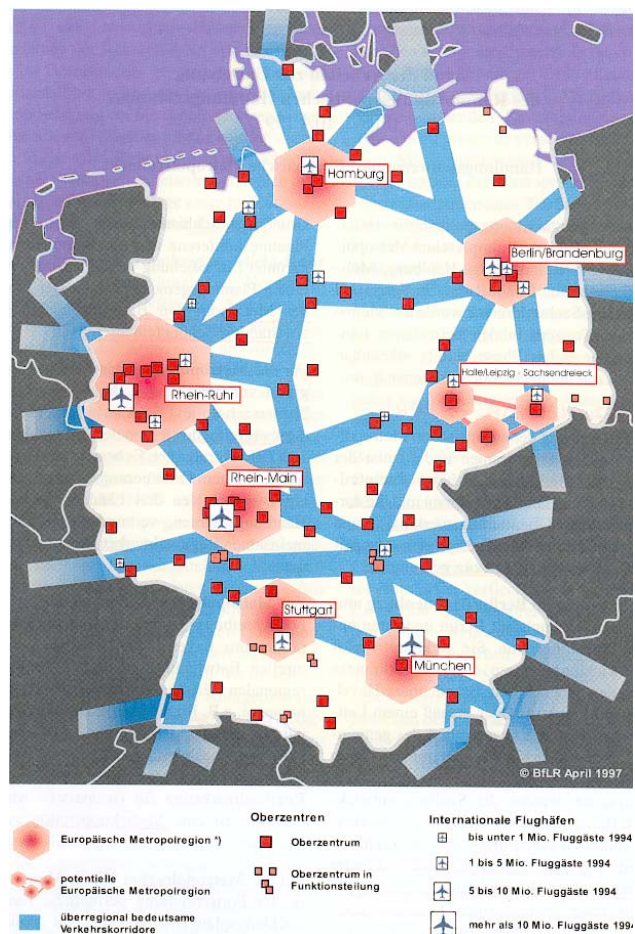 Hamburg
Berlin/Brandenburg
Halle/Leipzig - Sachsendreieck
Rhein-Ruhr
Rhein-Main
Stuttgart
München
© BfLR April 1997
Europäische Metropolregion *)
potentielle
Europäische Metropolregion
überregional bedeutsame
Verkehrskorridore
Oberzentren
Oberzentrum
Oberzentrum in
Funktionsteilung
Internationale Flughäfen
bis unter 1 Mio. Fluggäste 1994
1 bis 5 Mio. Fluggäste 1994
5 bis 10 Mio. Fluggäste 1994
mehr als 10 Mio. Fluggäste 1994